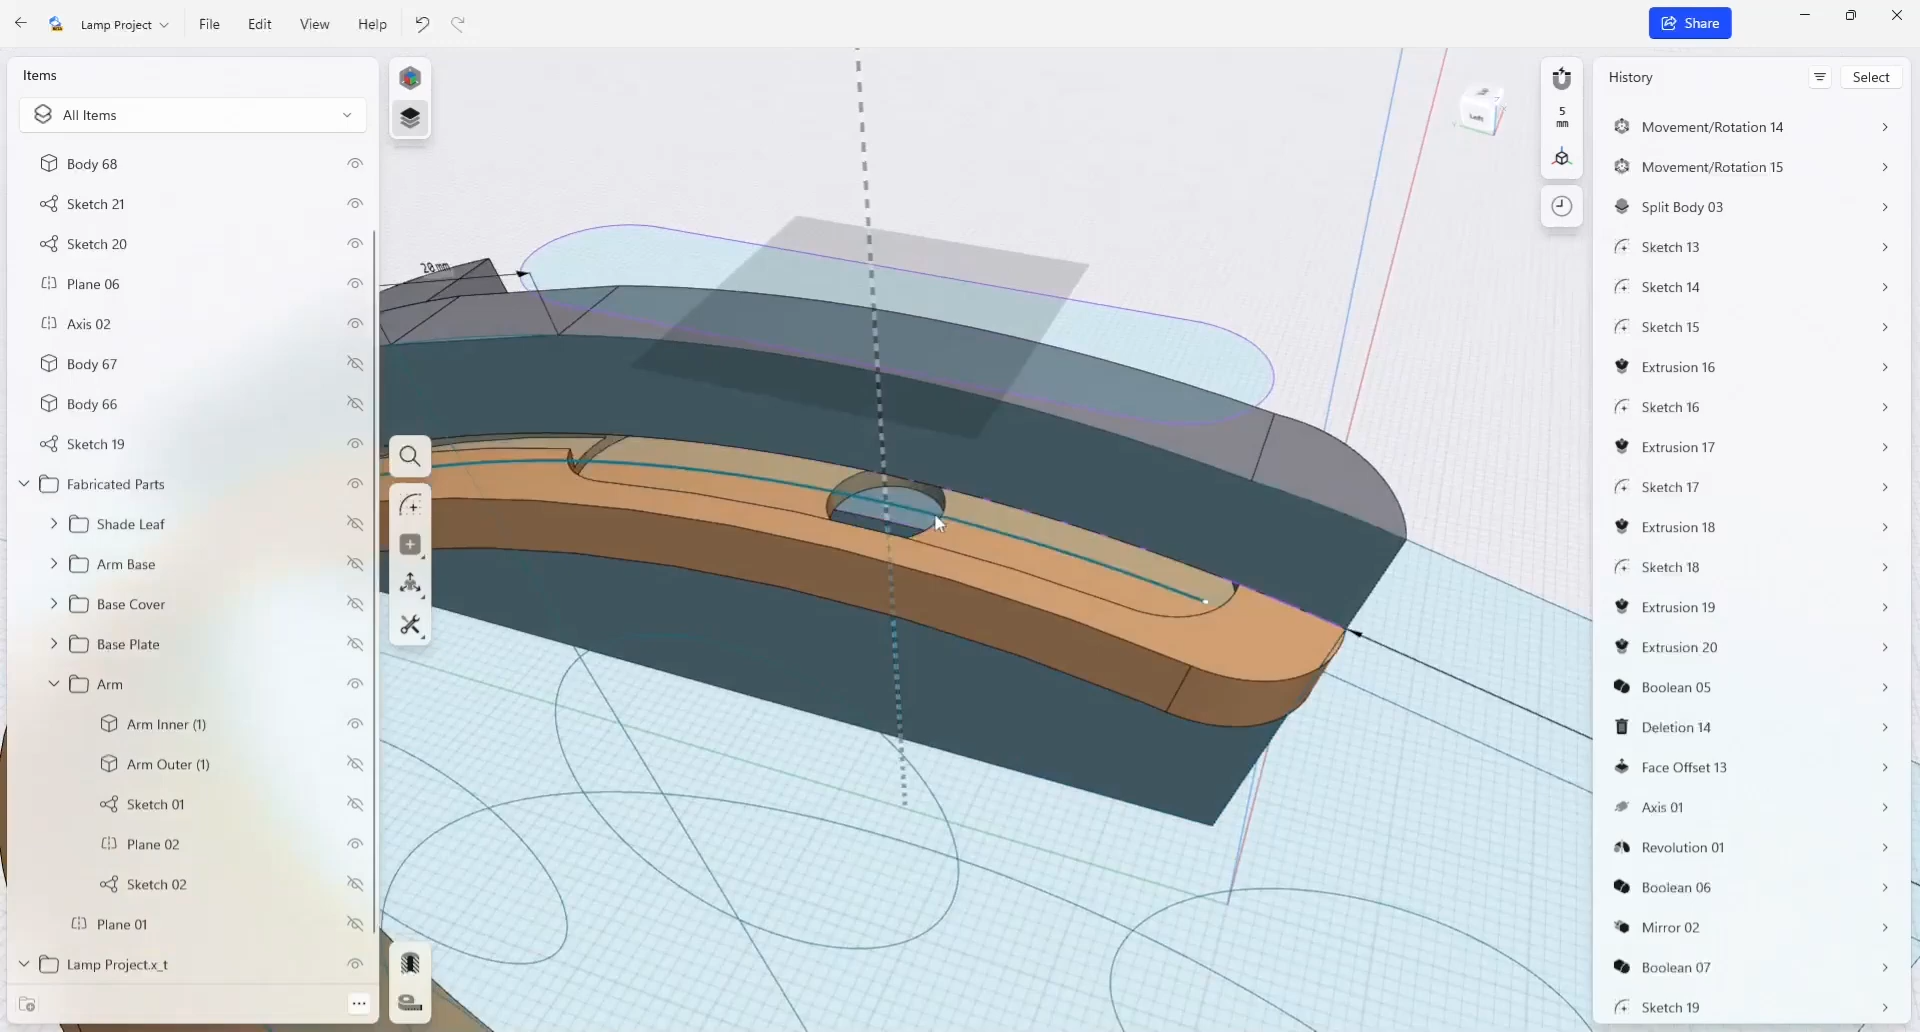 Lamp Project
File
Edit
View
Help
Share
Items
All Items
Body 68
Sketch 21
Sketch 20
Plane 06
Axis 02
Body 67
Body 66
Sketch 19
Fabricated Parts
Shade Leaf
Arm Base
Base Cover
Base Plate
Arm
Arm Inner (1)
Arm Outer (1)
Sketch 01
Plane 02
Sketch 02
Plane 01
Lamp Project.x_t
20 mm
Left
5
mm
History
Select
Movement/Rotation 14
Movement/Rotation 15
Split Body 03
Sketch 13
Sketch 14
Sketch 15
Extrusion 16
Sketch 16
Extrusion 17
Sketch 17
Extrusion 18
Sketch 18
Extrusion 19
Extrusion 20
Boolean 05
Deletion 14
Face Offset 13
Axis 01
Revolution 01
Boolean 06
Mirror 02
Boolean 07
Sketch 19